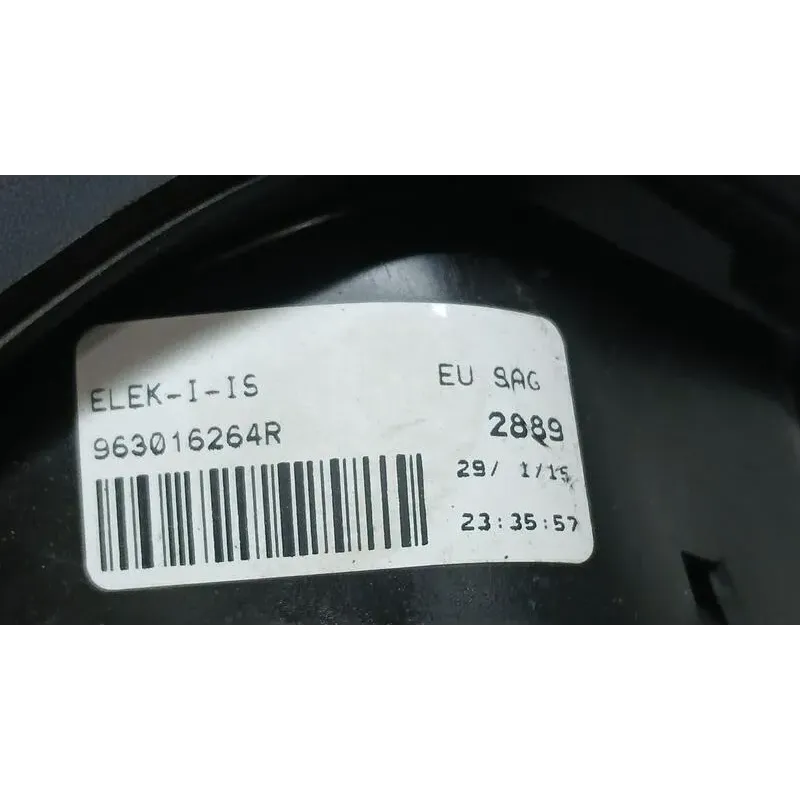 ELEK-I-IS
963016264R
EU SAG
2889
29/ 1/15
23:35:57